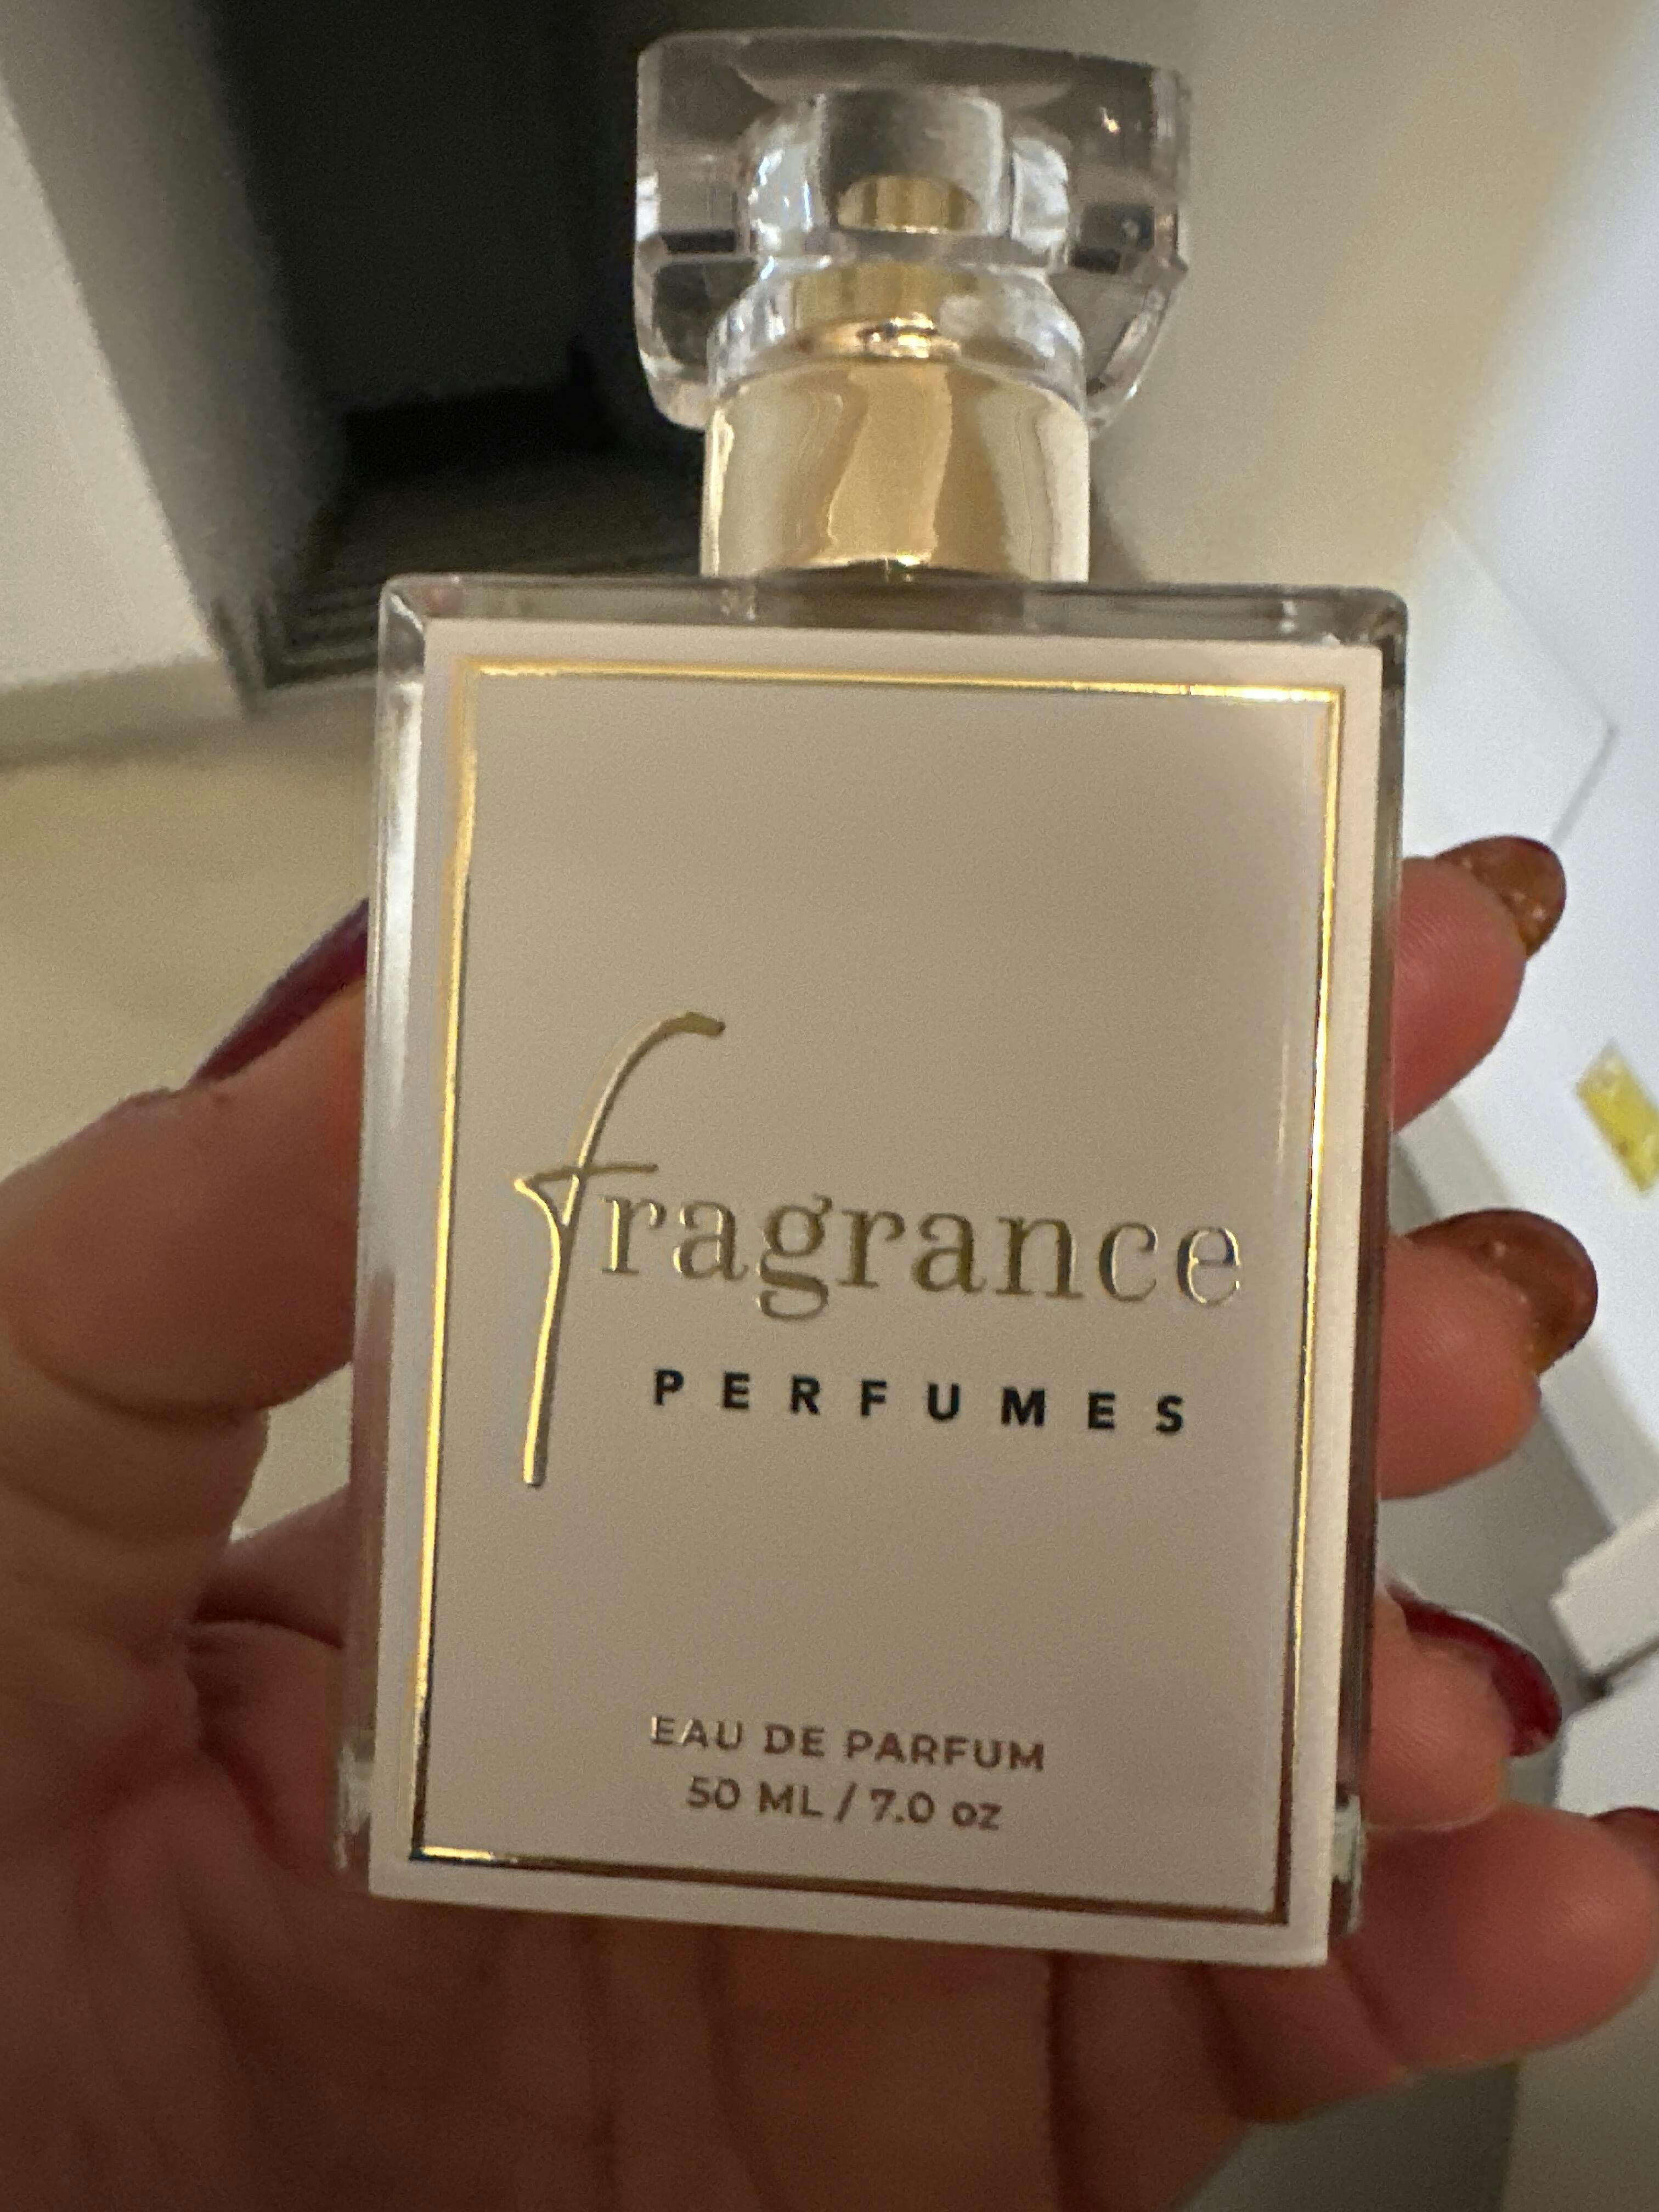 fragrance
PERFUMES
EAU DE PARFUM
50 ML / 7.0 oz